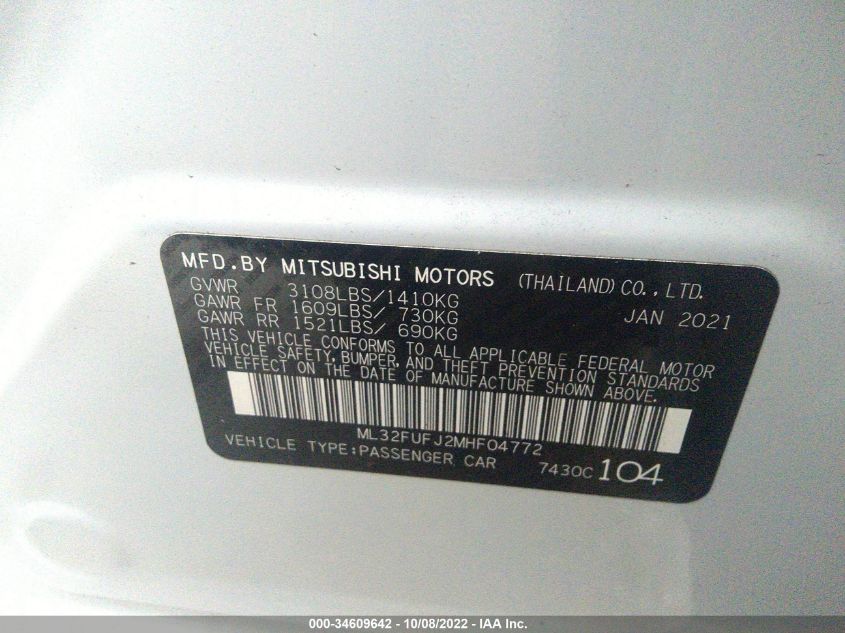 MFD.BY MITSUBISHI MOTORS (THAILAND) CO., LTD.
GVWR 3108LBS/1410KG JAN 2021
GAWR FR 1609LBS/ 730KG
GAWR RR 1521LBS/ 690KG
THIS VEHICLE CONFORMS TO ALL APPLICABLE FEDERAL MOTOR
VEHICLE SAFETY, BUMPER, AND THEFT PREVENTION STANDARDS
IN EFFECT ON THE DATE OF MANUFACTURE SHOWN ABOVE.
ML32FUFJ2MHF04772
VEHICLE TYPE:PASSENGER CAR 7430C 104
000-34609642 - 10/08/2022 - IAA Inc.